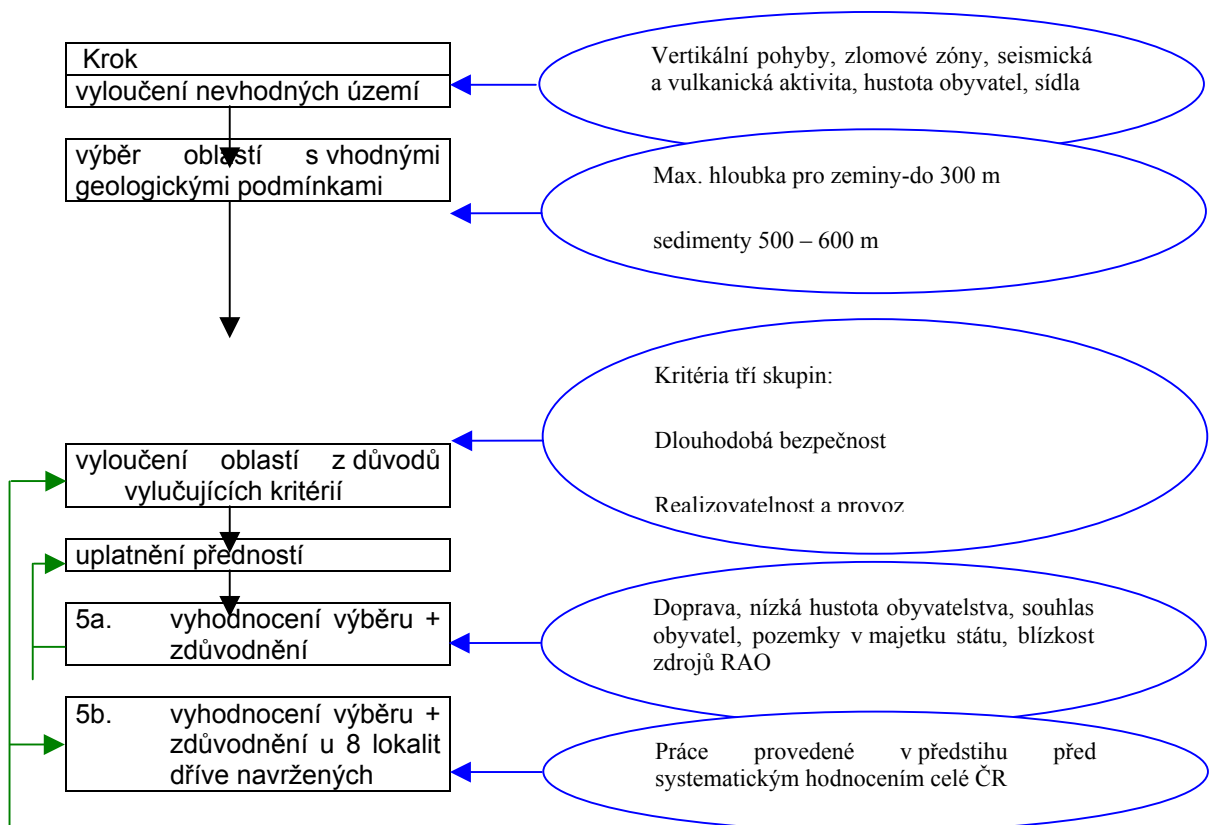 Krok
vyloučení nevhodných území
Vertikální pohyby, zlomové zóny, seismická
a vulkanická aktivita, hustota obyvatel, sídla
výběr oblastí s vhodnými
geologickými podmínkami
Max. hloubka pro zeminy-do 300 m
sedimenty 500 – 600 m
Kritéria tří skupin:
Dlouhodobá bezpečnost
Realizovatelnost a provoz
vyloučení oblastí z důvodů
vylučujících kritérií
uplatnění předností
5a. vyhodnocení výběru +
zdůvodnění
Doprava, nízká hustota obyvatelstva, souhlas
obyvatel, pozemky v majetku státu, blízkost
zdrojů RAO
5b. vyhodnocení výběru +
zdůvodnění u 8 lokalit
dříve navržených
Práce provedené v předstihu před
systematickým hodnocením celé ČR